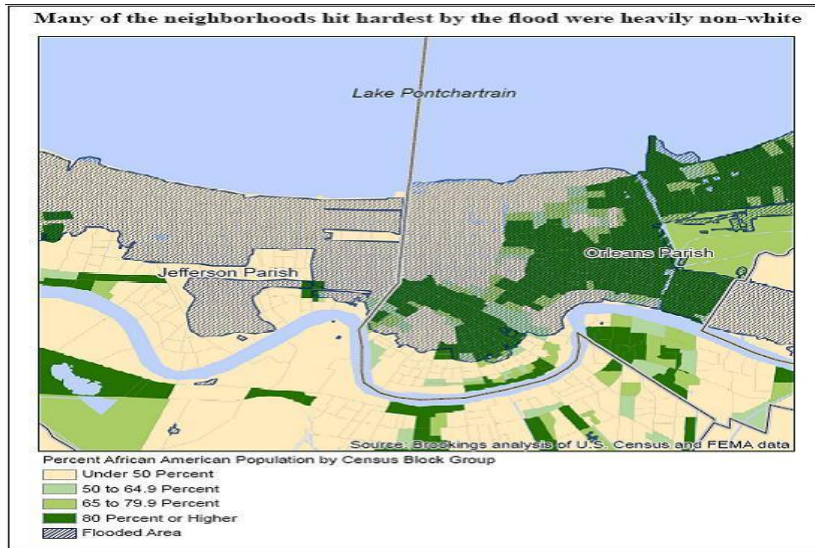 Many of the neighborhoods hit hardest by the flood were heavily non-white
Lake Pontchartrain
Orleans Parish
Jefferson Parish
Source: Brookings analysis of U.S. Census and FEMA data
Percent African American Population by Census Block Group
Under 50 Percent
50 to 64.9 Percent
65 to 79.9 Percent
80 Percent or Higher
Flooded Area